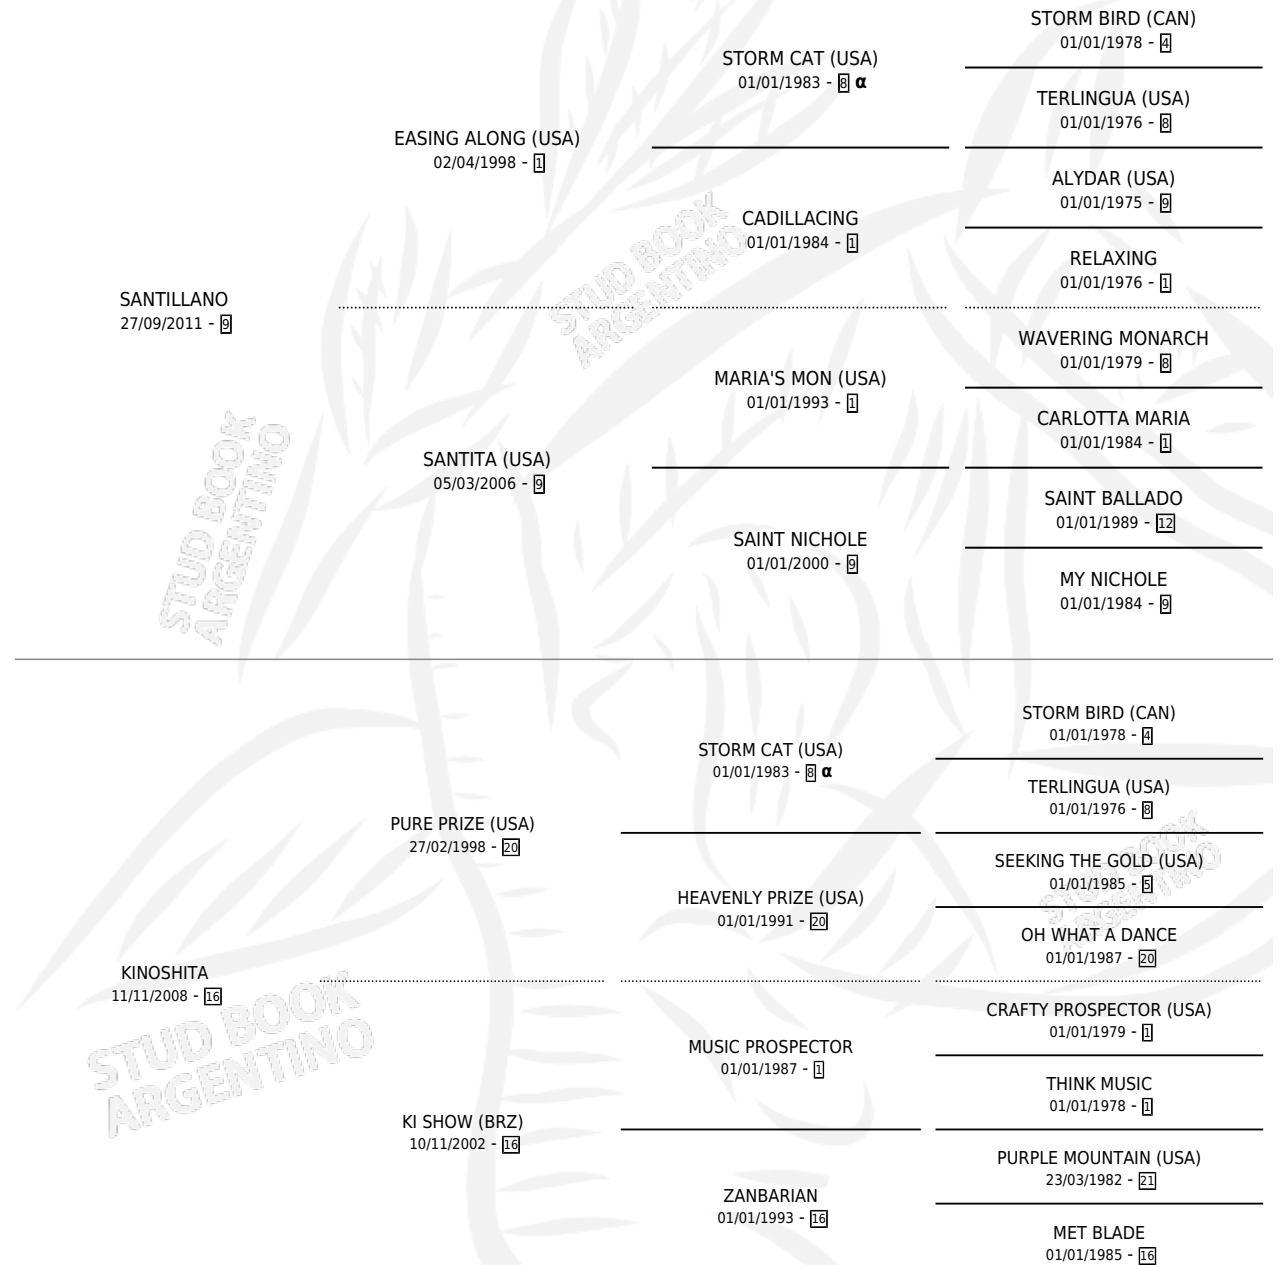 STORM BIRD (CAN)
01/01/1978 - 4
STORM CAT (USA)
01/01/1983 - 8 α
TERLINGUA (USA)
01/01/1976 - 8
EASING ALONG (USA)
02/04/1998 - 1
ALYDAR (USA)
01/01/1975 - 9
CADILLACING
01/01/1984 - 1
RELAXING
01/01/1976 - 1
SANTILLANO
27/09/2011 - 9
WAVERING MONARCH
01/01/1979 - 8
MARIA'S MON (USA)
01/01/1993 - 1
CARLOTTA MARIA
01/01/1984 - 1
SANTITA (USA)
05/03/2006 - 9
SAINT BALLADO
01/01/1989 - 12
SAINT NICHOLE
01/01/2000 - 9
MY NICHOLE
01/01/1984 - 9
STORM BIRD (CAN)
01/01/1978 - 4
STORM CAT (USA)
01/01/1983 - 8 α
TERLINGUA (USA)
01/01/1976 - 8
PURE PRIZE (USA)
27/02/1998 - 20
SEEKING THE GOLD (USA)
01/01/1985 - 5
HEAVENLY PRIZE (USA)
01/01/1991 - 20
OH WHAT A DANCE
01/01/1987 - 20
KINOSHITA
11/11/2008 - 16
CRAFTY PROSPECTOR (USA)
01/01/1979 - 1
MUSIC PROSPECTOR
01/01/1987 - 1
THINK MUSIC
01/01/1978 - 1
KI SHOW (BRZ)
10/11/2002 - 16
PURPLE MOUNTAIN (USA)
23/03/1982 - 21
ZANBARIAN
01/01/1993 - 16
MET BLADE
01/01/1985 - 16
STUD BOOK
ARGENTINO
STUD BOOK
ARGENTINO
STUD BOOK
ARGENTINO
STUD BOOK
ARGENTINO